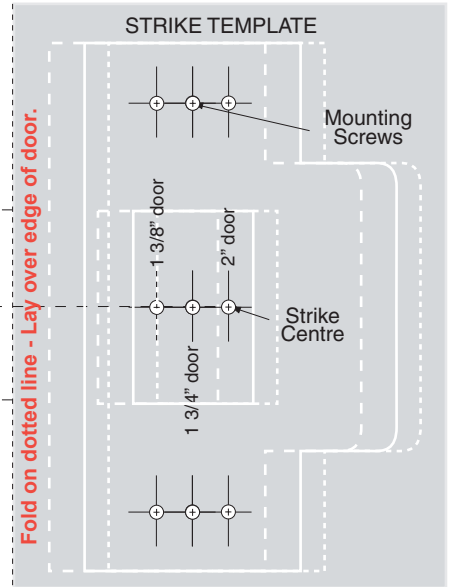 STRIKE TEMPLATE
Mounting
Screws
Fold on dotted line - Lay over edge of door.
1 3/8” door
2” door
Strike
Centre
1 3/4” door